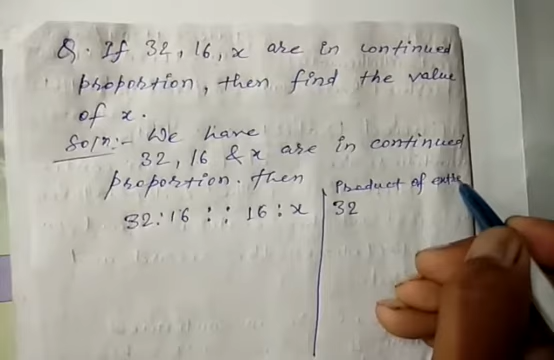 Q. If 32, 16, x are in continued
proportion, then find the value
of x.
Soln:- We have
32, 16 & x are in continued
proportion. then
32:16 :: 16:x
Product of extre
32